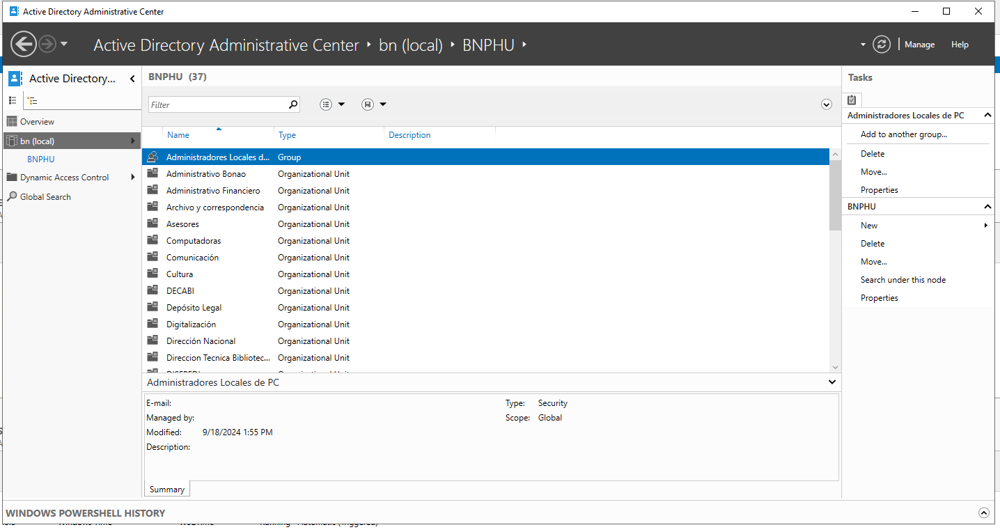 Active Directory Administrative Center
Active Directory Administrative Center • bn (local) • BNPHU •
Manage
Help
Active Directory...
Overview
bn (local)
BNPHU
Dynamic Access Control
Global Search
BNPHU (37)
Filter
Name Type Description
Administradores Locales d... Group
Administrativo Bonao Organizational Unit
Administrativo Financiero Organizational Unit
Archivo y correspondencia Organizational Unit
Asesores Organizational Unit
Computadoras Organizational Unit
Comunicación Organizational Unit
Cultura Organizational Unit
DECABI Organizational Unit
Depósito Legal Organizational Unit
Digitalización Organizational Unit
Dirección Nacional Organizational Unit
Direccion Tecnica Bibliotec... Organizational Unit
Administradores Locales de PC
E-mail:
Managed by:
Modified: 9/18/2024 1:55 PM
Description:
Type: Security
Scope: Global
Summary
Tasks
Administradores Locales de PC
Add to another group...
Delete
Move...
Properties
BNPHU
New
Delete
Move...
Search under this node
Properties
WINDOWS POWERSHELL HISTORY